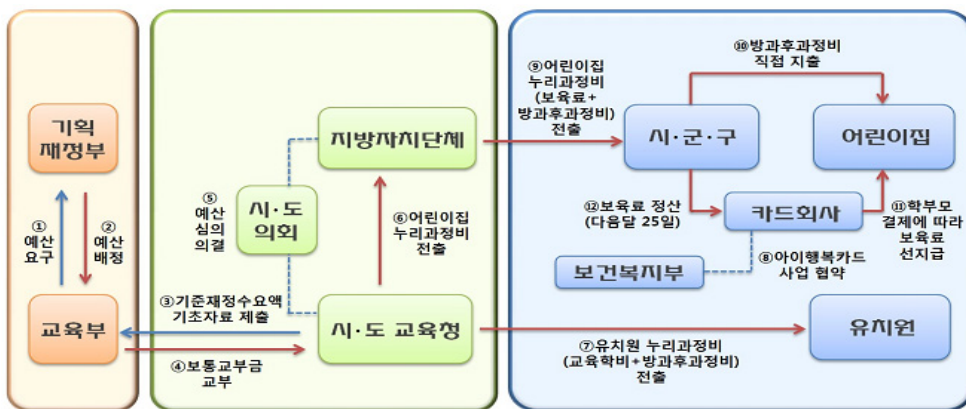 기획
재정부
①
예산
요구
②
예산
배정
교육부
지방자치단체
⑤
예산
심의
의결
시·도
의회
⑥어린이집
누리과정비
전출
③기준재정수요액
기초자료 제출
④보통교부금
교부
시·도 교육청
⑨어린이집
누리과정비
(보육료+
방과후과정비)
전출
⑩방과후과정비
직접 지출
시·군·구
어린이집
⑫보육료 정산
(다음달 25일)
카드회사
⑪학부모
결제에 따라
보육료
선지급
보건복지부
⑧아이행복카드
사업 협약
⑦유치원 누리과정비
(교육학비+방과후과정비)
전출
유치원